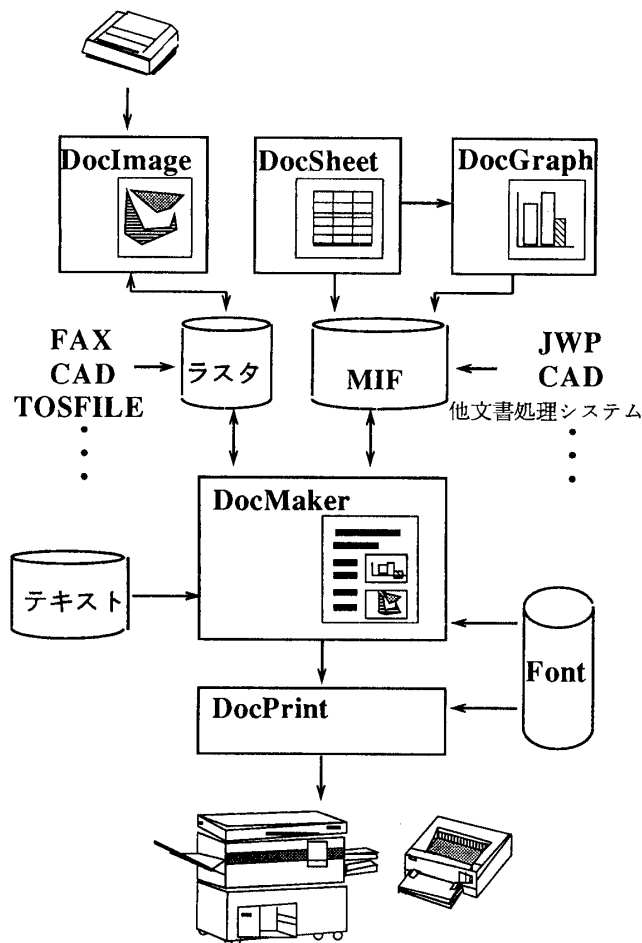 DocImage
DocSheet
DocGraph
FAX
CAD
TOSFILE
ラスタ
MIF
JWP
CAD
他文書処理システム
DocMaker
テキスト
Font
DocPrint